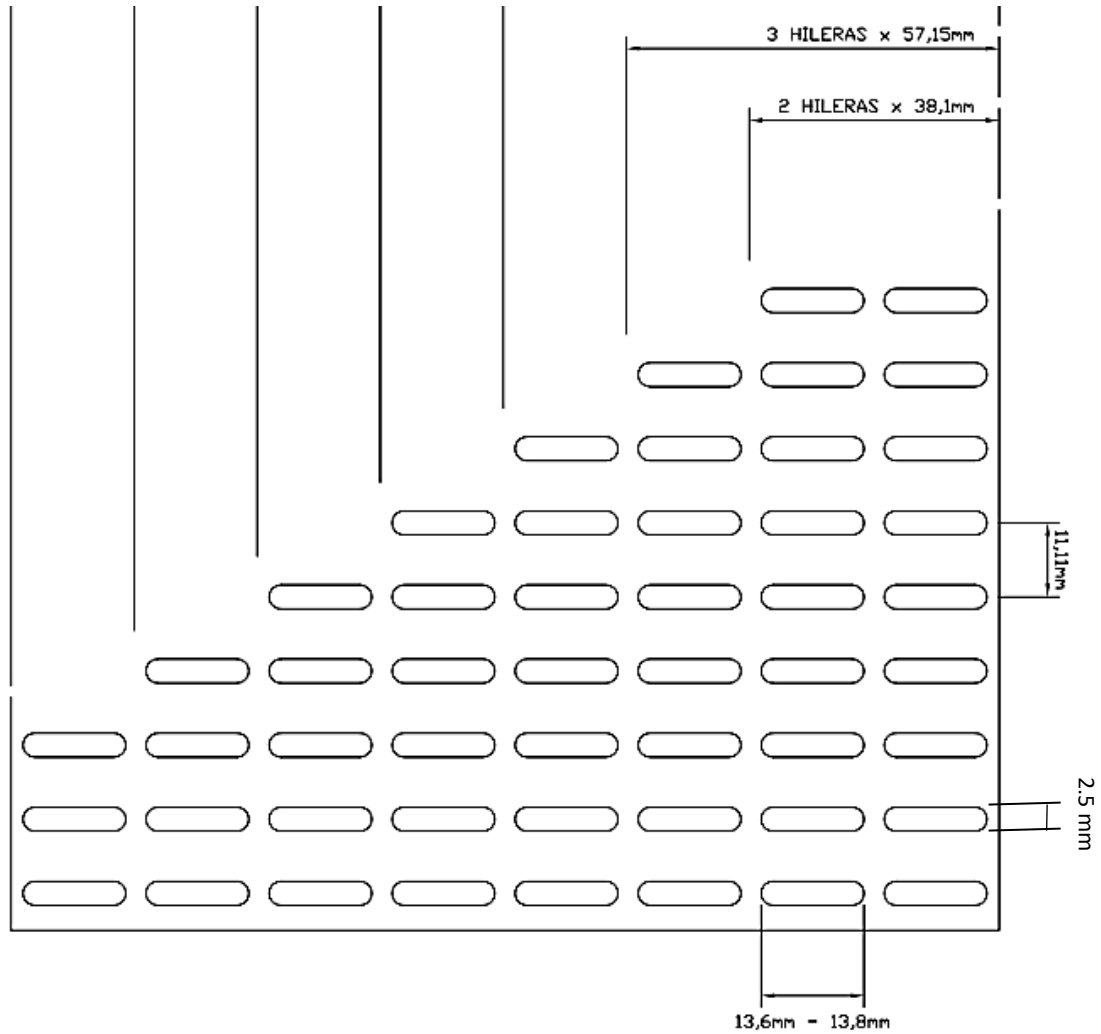 3 HILERAS x 57,15mm
2 HILERAS x 38,1mm
11,11mm
2.5 mm
13,6mm - 13,8mm